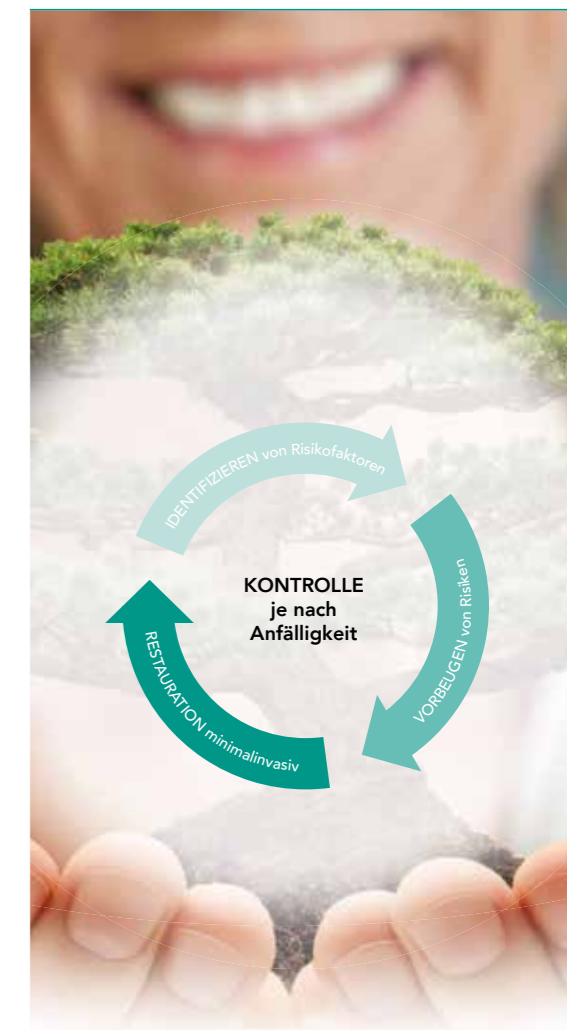 IDENTIFIZIEREN von Risikofaktoren
VORBEUGEN von Risiken
RESTAURATION minimalinvasiv
KONTROLLE
je nach
Anfälligkeit